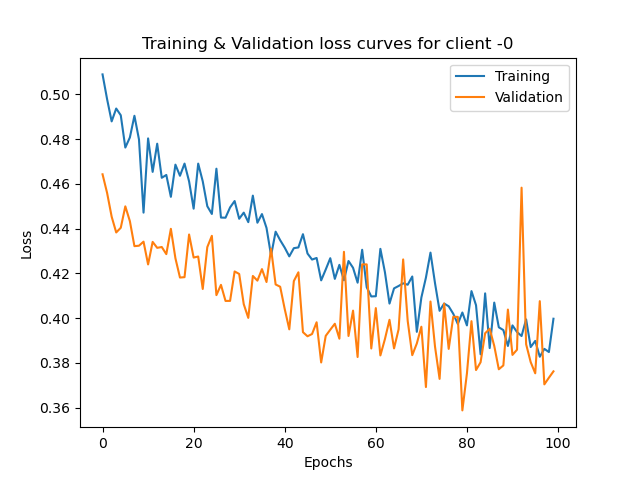 Training & Validation loss curves for client -0
Training
Validation
Loss
0.50
0.48
0.46
0.44
0.42
0.40
0.38
0.36
0 20 40 60 80 100
Epochs